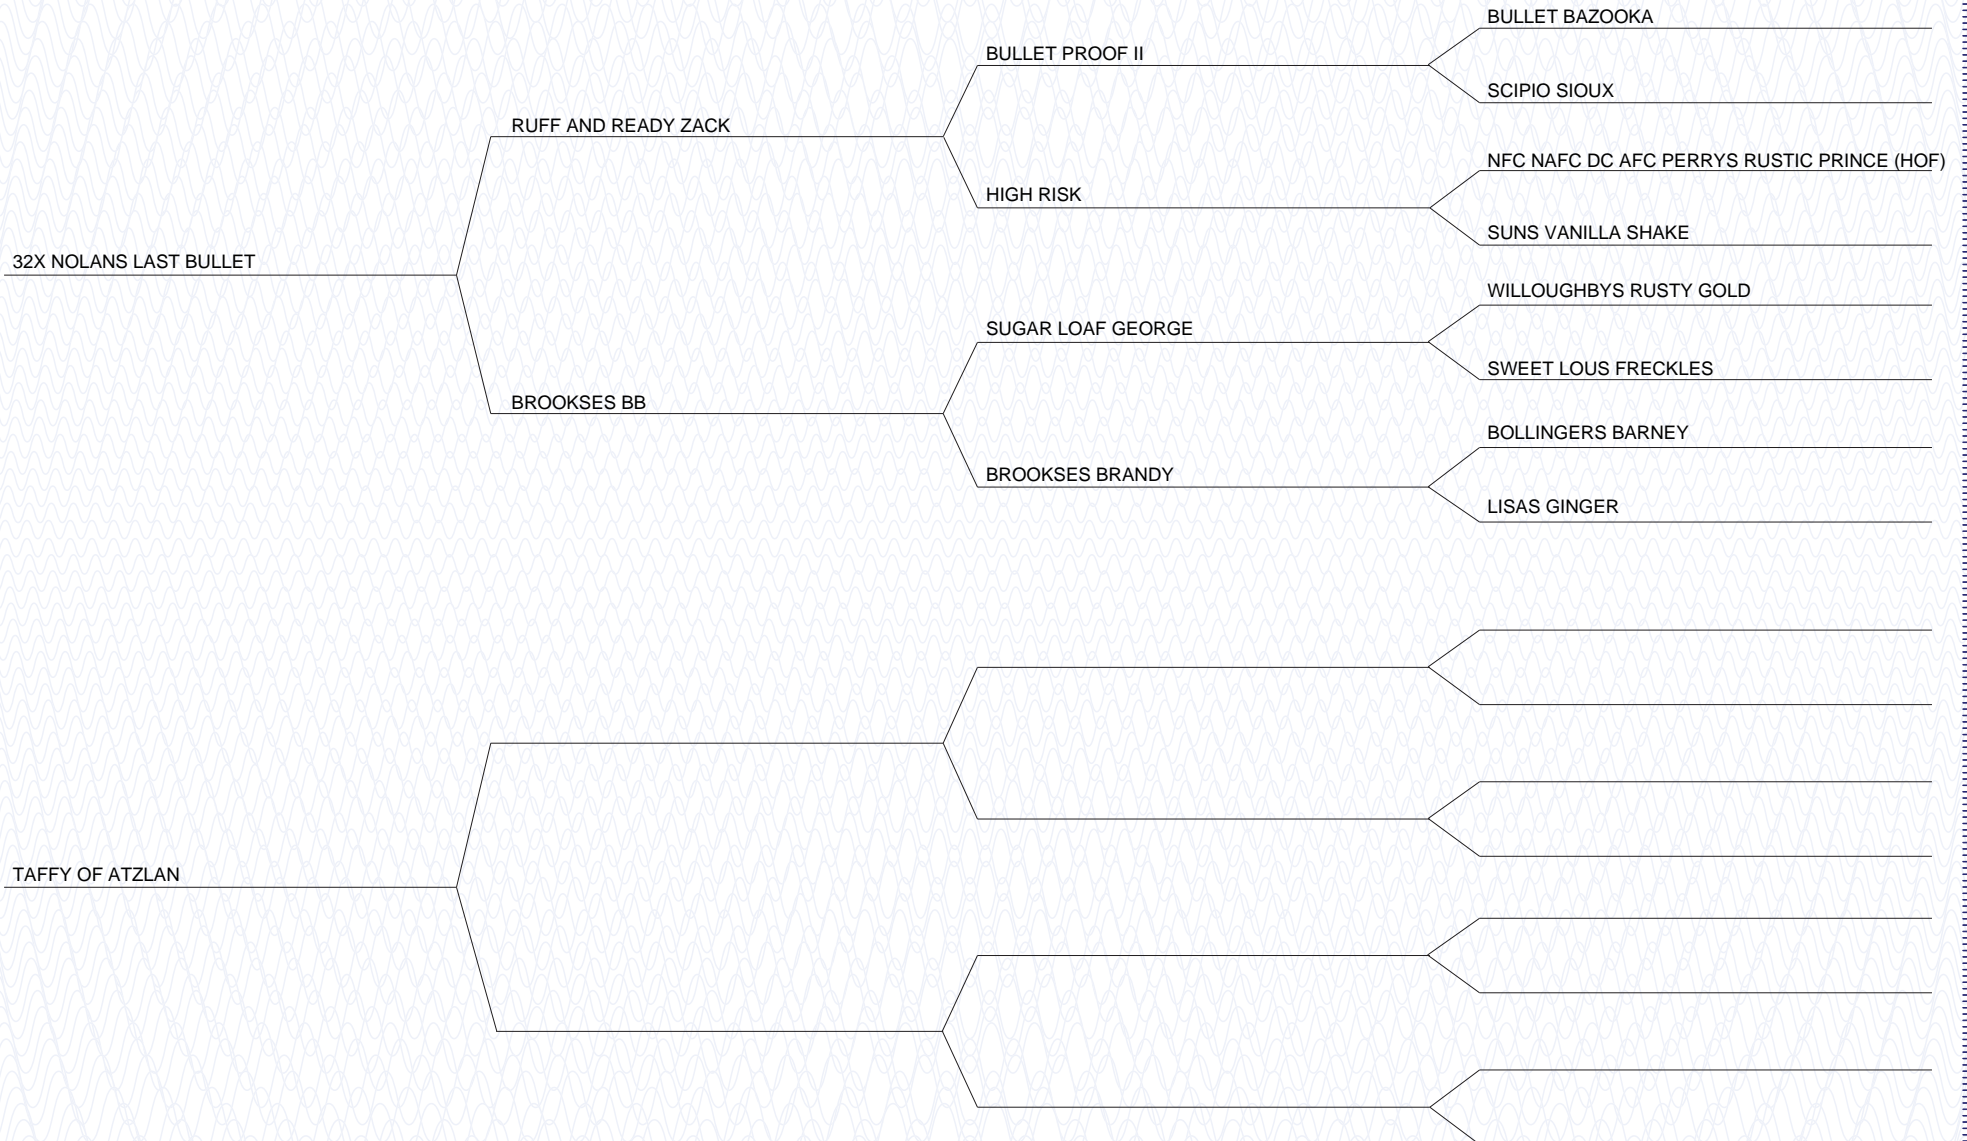 BULLET BAZOOKA
BULLET PROOF II
SCIPIO SIOUX
RUFF AND READY ZACK
NFC NAFC DC AFC PERRYS RUSTIC PRINCE (HOF)
HIGH RISK
SUNS VANILLA SHAKE
32X NOLANS LAST BULLET
WILLOUGHBYS RUSTY GOLD
SUGAR LOAF GEORGE
SWEET LOUS FRECKLES
BROOKSES BB
BOLLINGERS BARNEY
BROOKSES BRANDY
LISAS GINGER
TAFFY OF ATZLAN